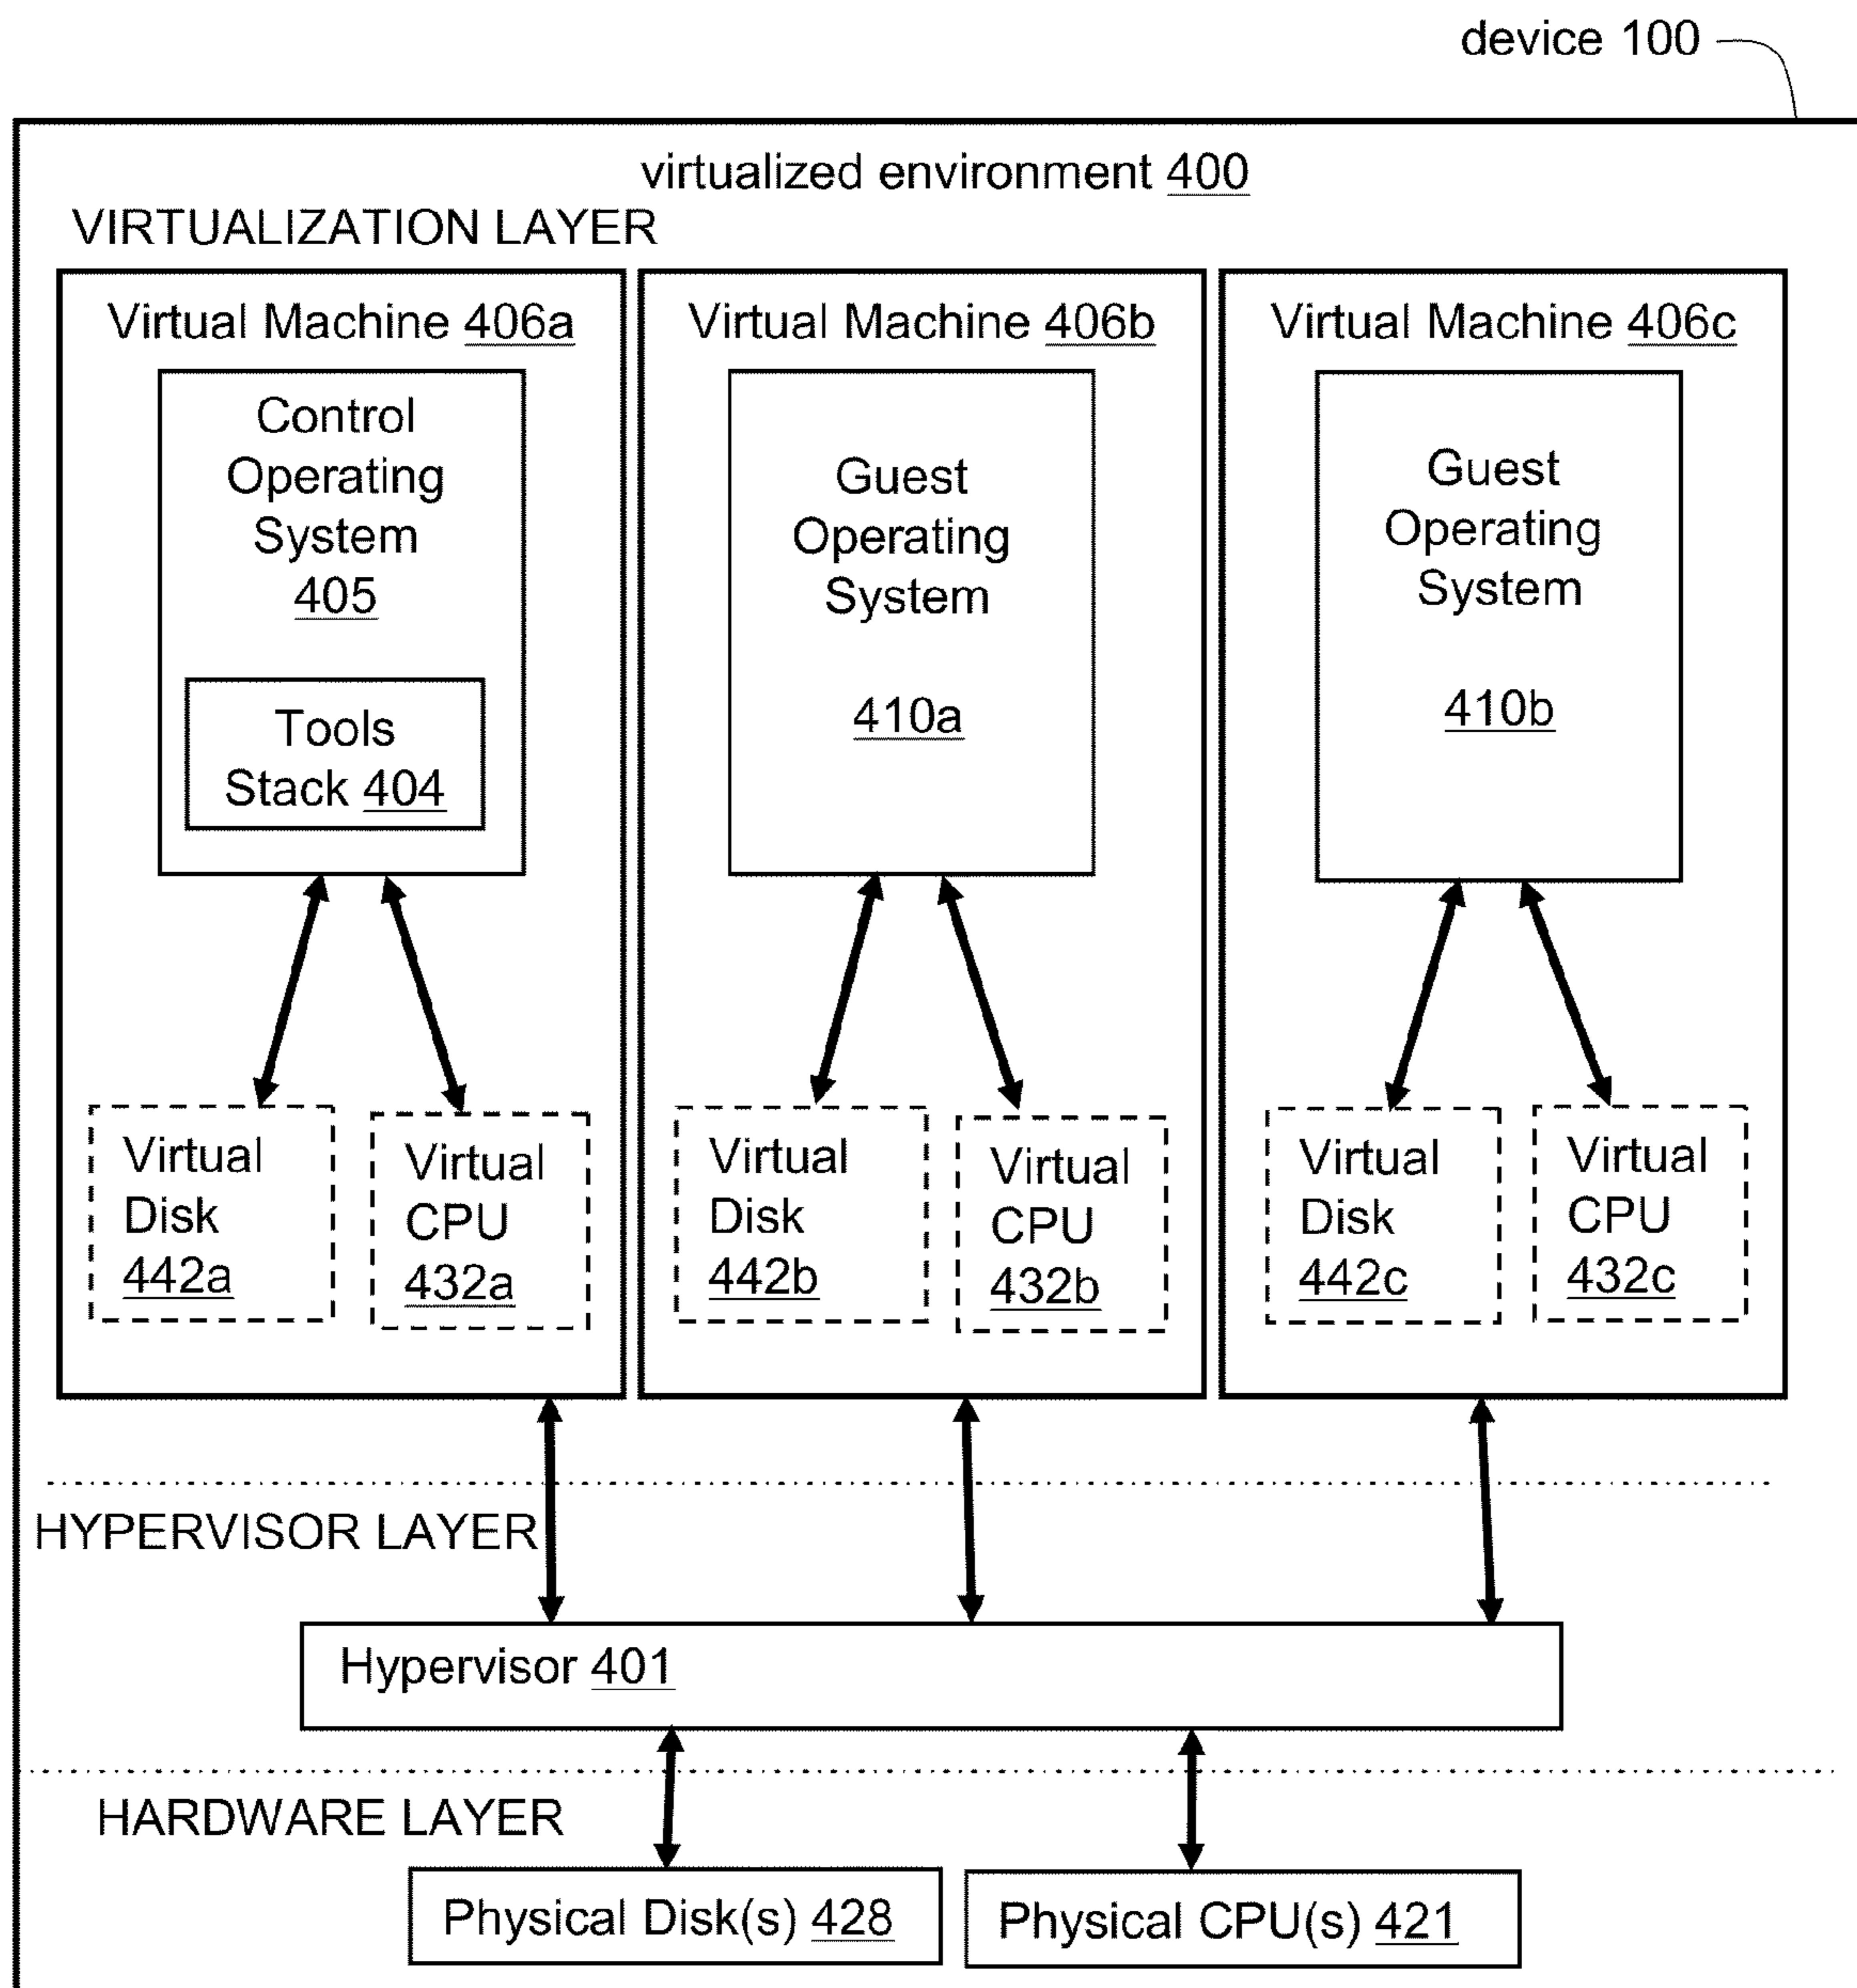 device 100
virtualized environment 400
VIRTUALIZATION LAYER
Virtual Machine 406a
Control
Operating
System
405
Tools
Stack 404
Virtual
Disk
442a
Virtual
CPU
432a
Virtual Machine 406b
Guest
Operating
System
410a
Virtual
Disk
442b
Virtual
CPU
432b
Virtual Machine 406c
Guest
Operating
System
410b
Virtual
Disk
442c
Virtual
CPU
432c
HYPERVISOR LAYER
Hypervisor 401
HARDWARE LAYER
Physical Disk(s) 428
Physical CPU(s) 421